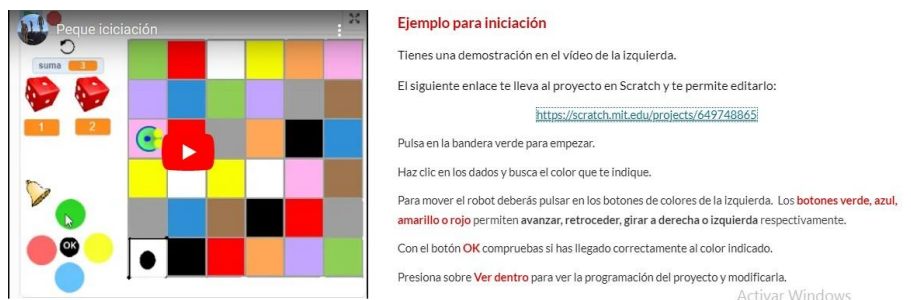 Peque iciciación
suma 3
1 2
OK
Ejemplo para iniciación
Tienes una demostración en el vídeo de la izquierda.
El siguiente enlace te lleva al proyecto en Scratch y te permite editarlo:
https://scratch.mit.edu/projects/649748865
Pulsa en la bandera verde para empezar.
Haz clic en los dados y busca el color que te indique.
Para mover el robot deberás pulsar en los botones de colores de la izquierda. Los botones verde, azul,
amarillo o rojo permiten avanzar, retroceder, girar a derecha o izquierda respectivamente.
Con el botón OK compruebas si has llegado correctamente al color indicado.
Presiona sobre Ver dentro para ver la programación del proyecto y modificarla.
Activar Windows